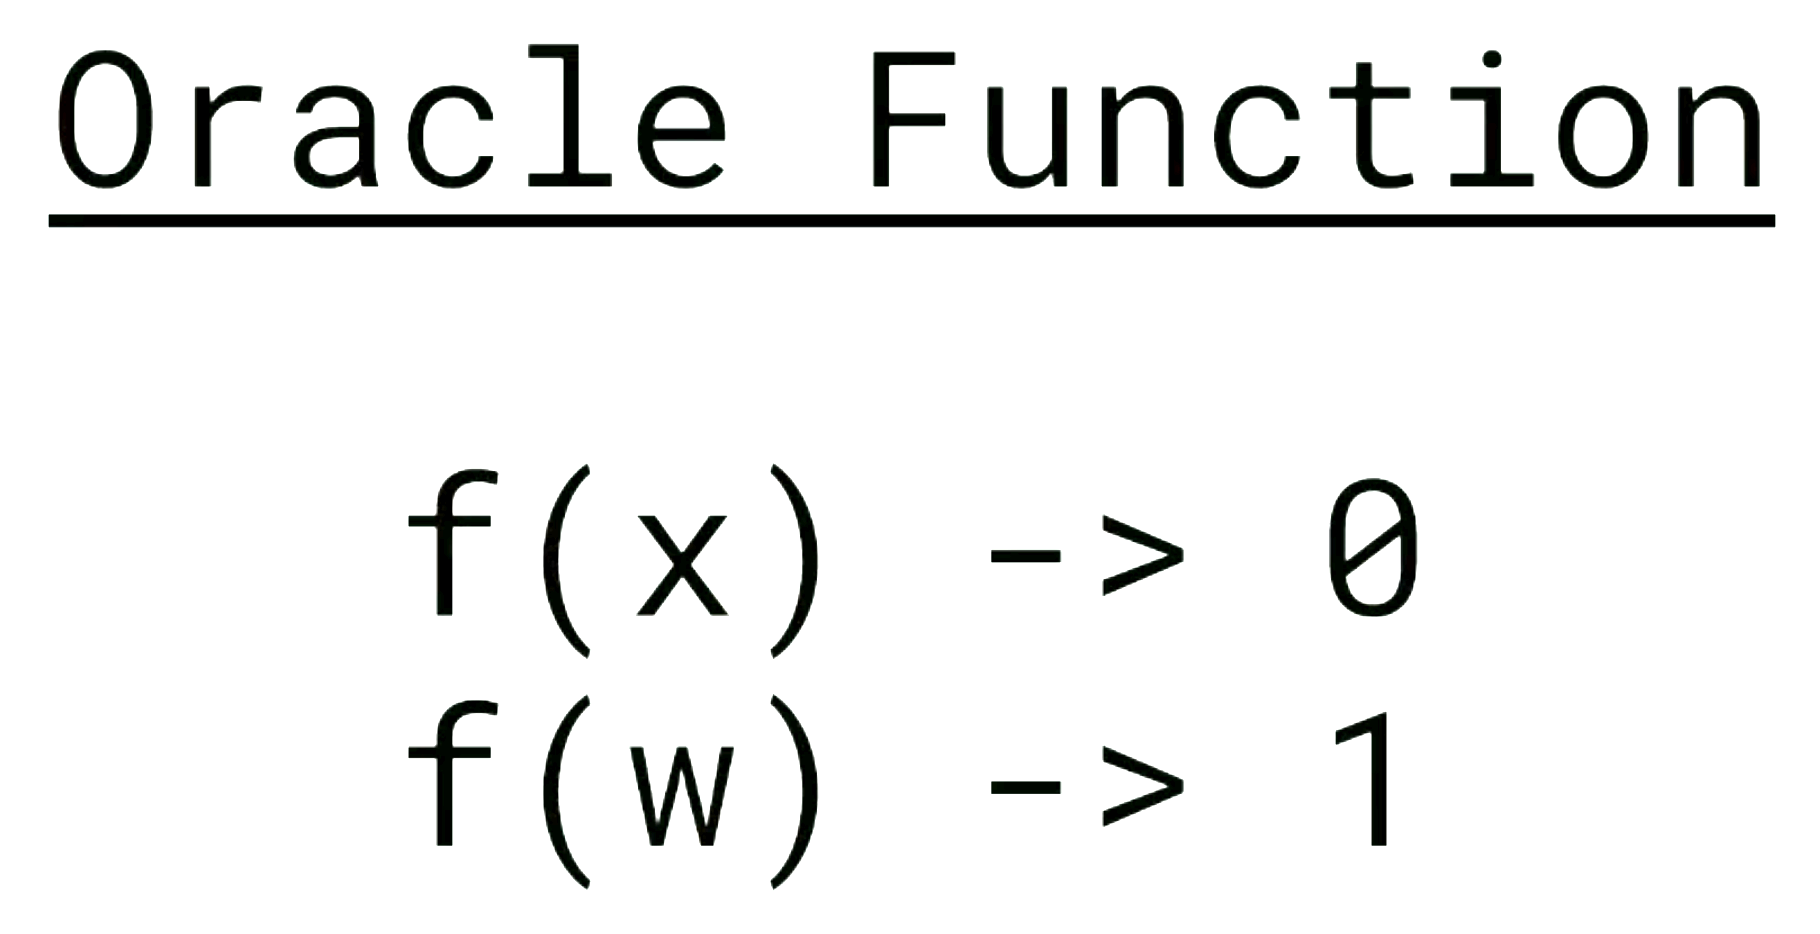 Oracle Function
f(x) -> 0
f(w) -> 1